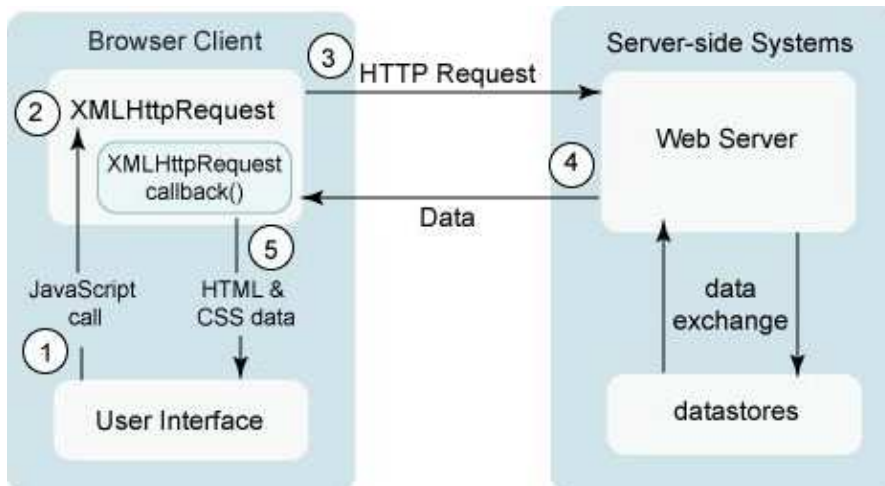 Browser Client
3
HTTP Request
Server-side Systems
2
XMLHttpRequest
XMLHttpRequest
callback()
Web Server
4
Data
5
JavaScript
call
HTML &
CSS data
data
exchange
1
User Interface
datastores